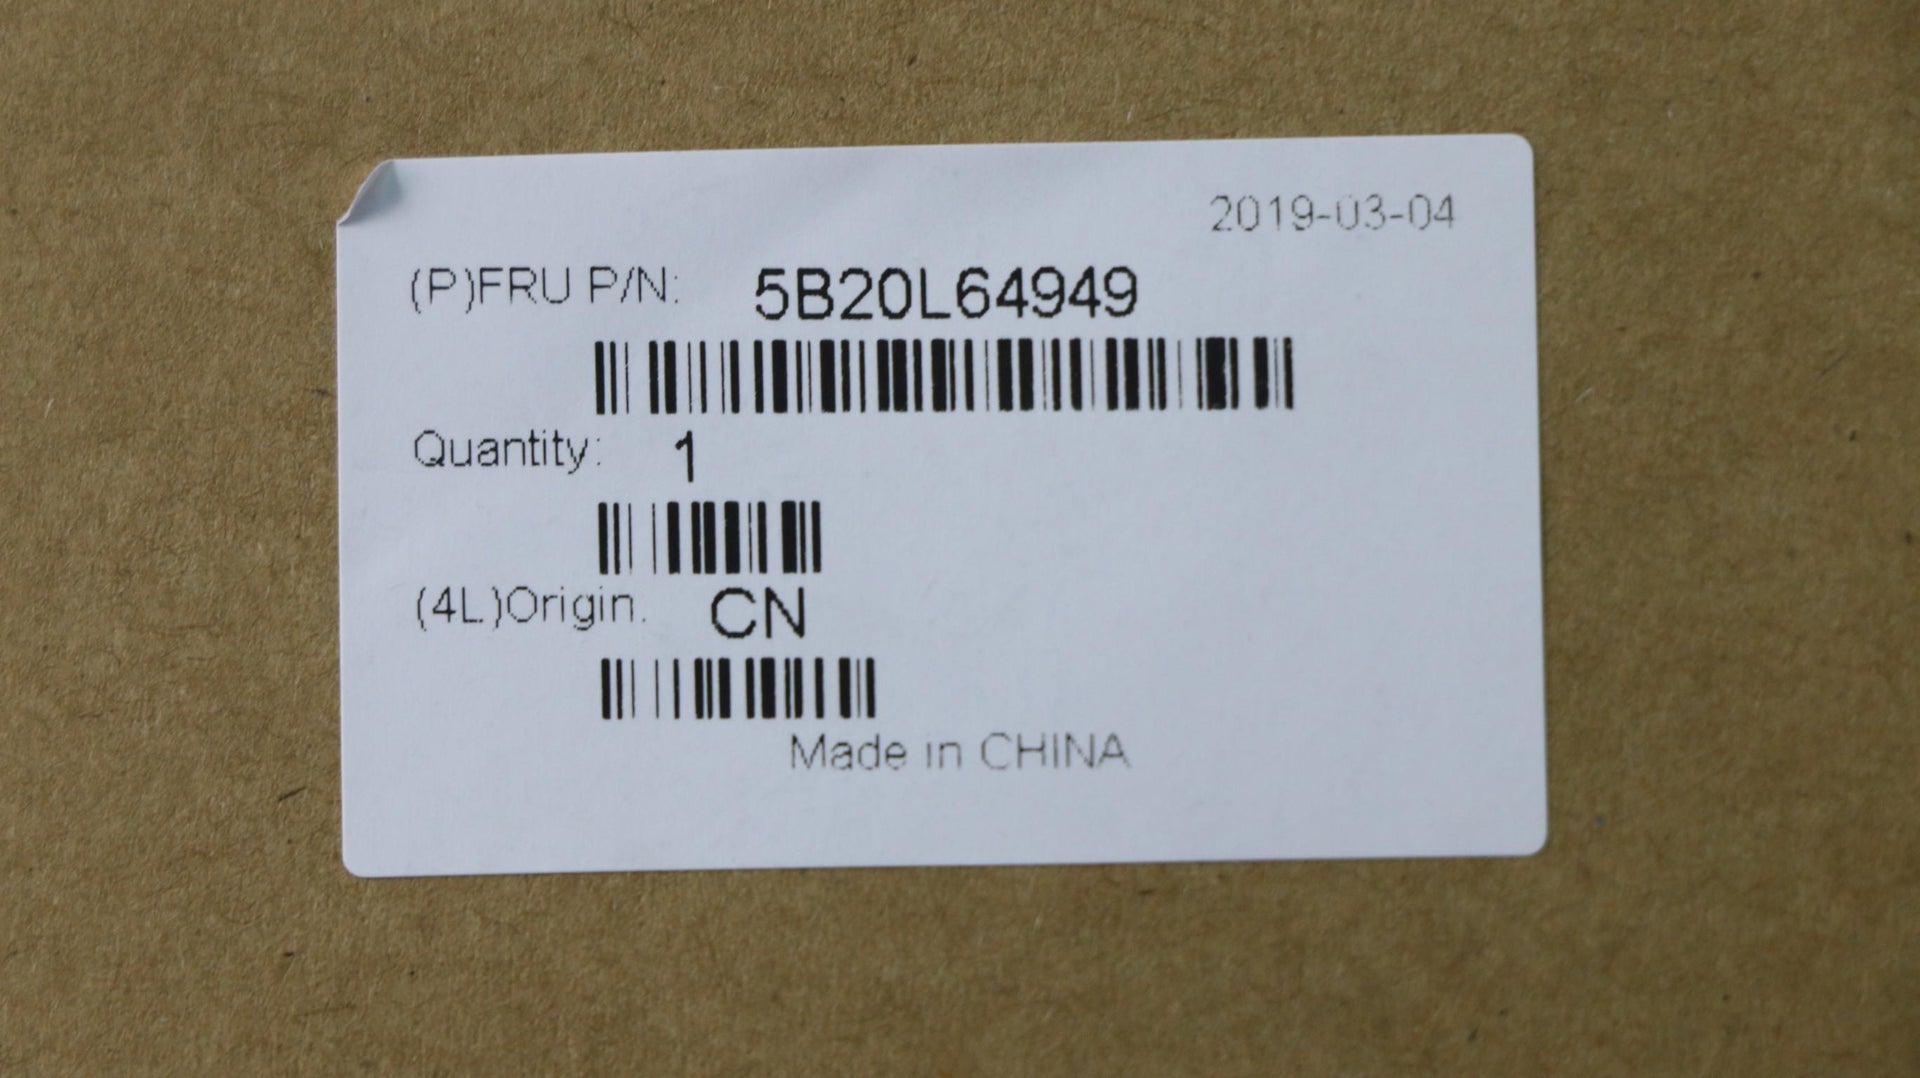 2019-03-04
(P)FRU P/N: 5B20L64949
Quantity: 1
(4L)Origin: CN
Made in CHINA